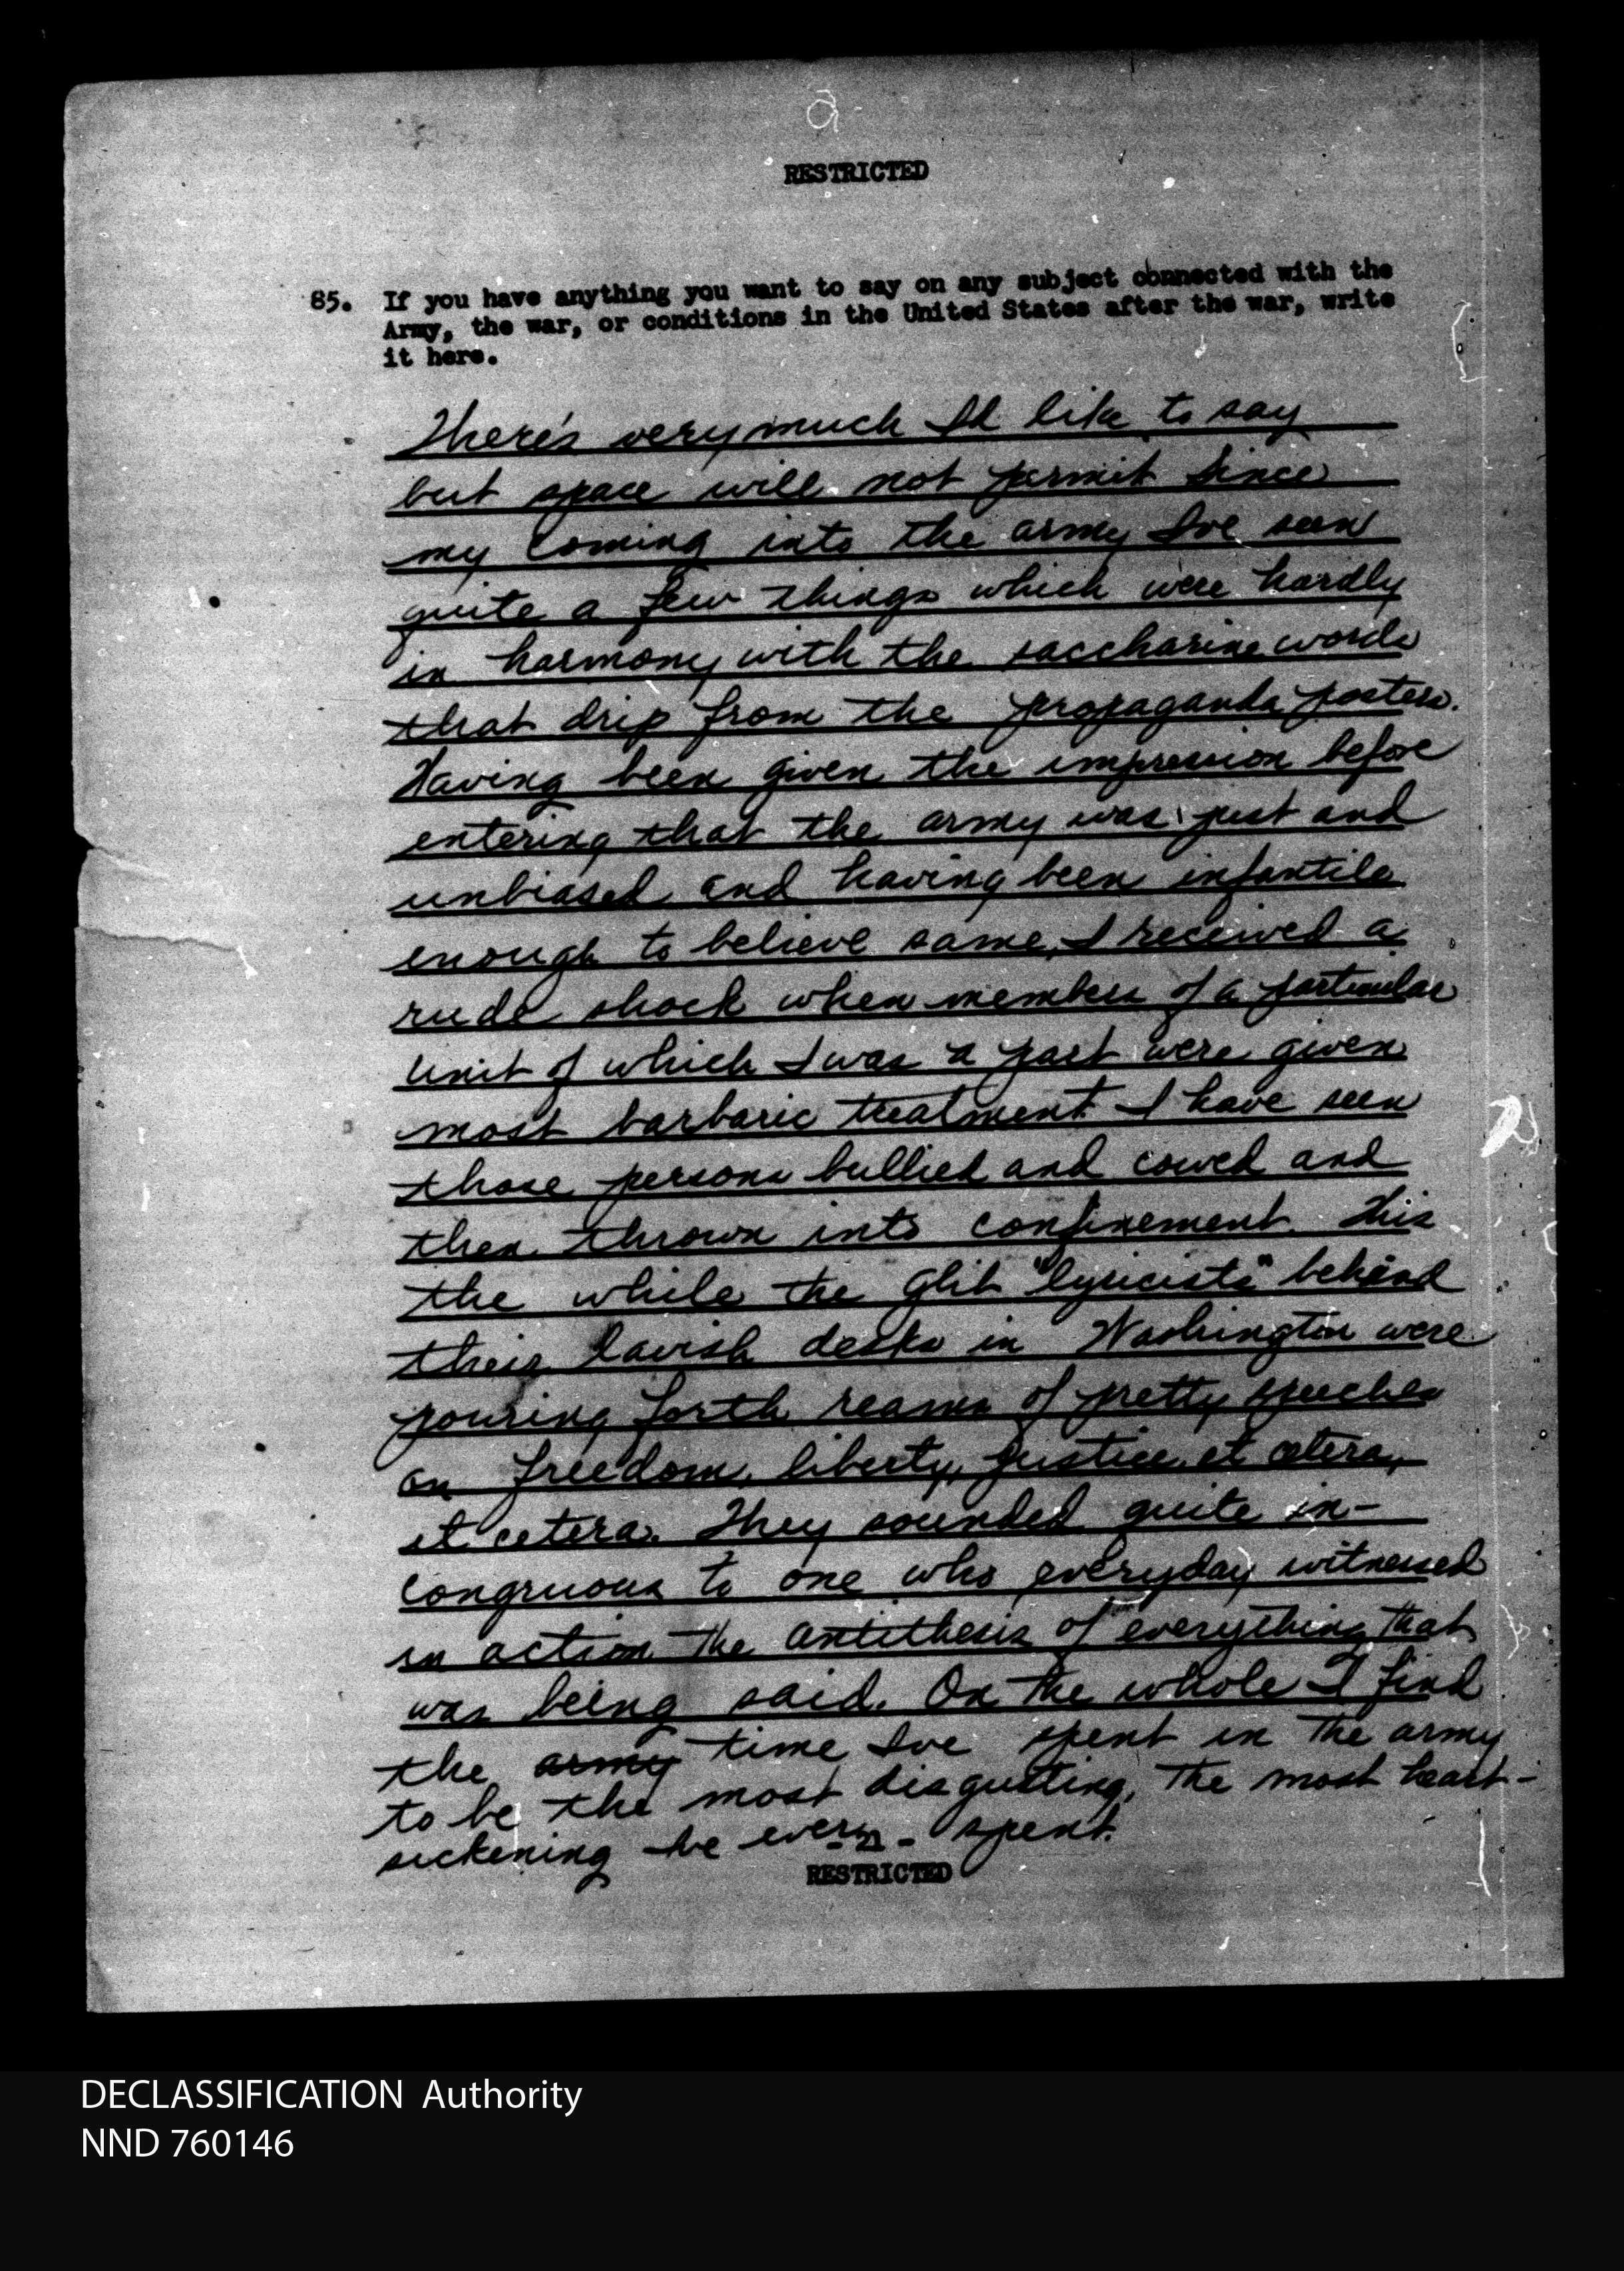 RESTRICTED
85. If you have anything you want to say on any subject connected with the
Army, the war, or conditions in the United States after the war, write
it here.
There's very much I'd like to say
but space will not permit. Since
my coming into the army I've seen
quite a few things which were hardly
in harmony with the saccharine words
that drip from the propaganda posters.
Having been given the impression before
entering that the army was just and
unbiased and having been infantile
enough to believe same, I received a
rude shock when members of a particular
unit of which I was a part were given
most barbaric treatment. I have seen
those persons bullied and cowed and
then thrown into confinement. This
the while the glib "lyricists" behind
their lavish desks in Washington were
pouring forth reams of pretty speeches
on freedom, liberty, justice, et cetera,
et cetera. They sounded quite in-
congruous to one who everyday witnessed
in action the antithesis of everything that
was being said. On the whole I find
the army time I've spent in the army
to be the most disgusting, the most heart-
sickening I've ever spent.
RESTRICTED
DECLASSIFICATION Authority
NND 760146